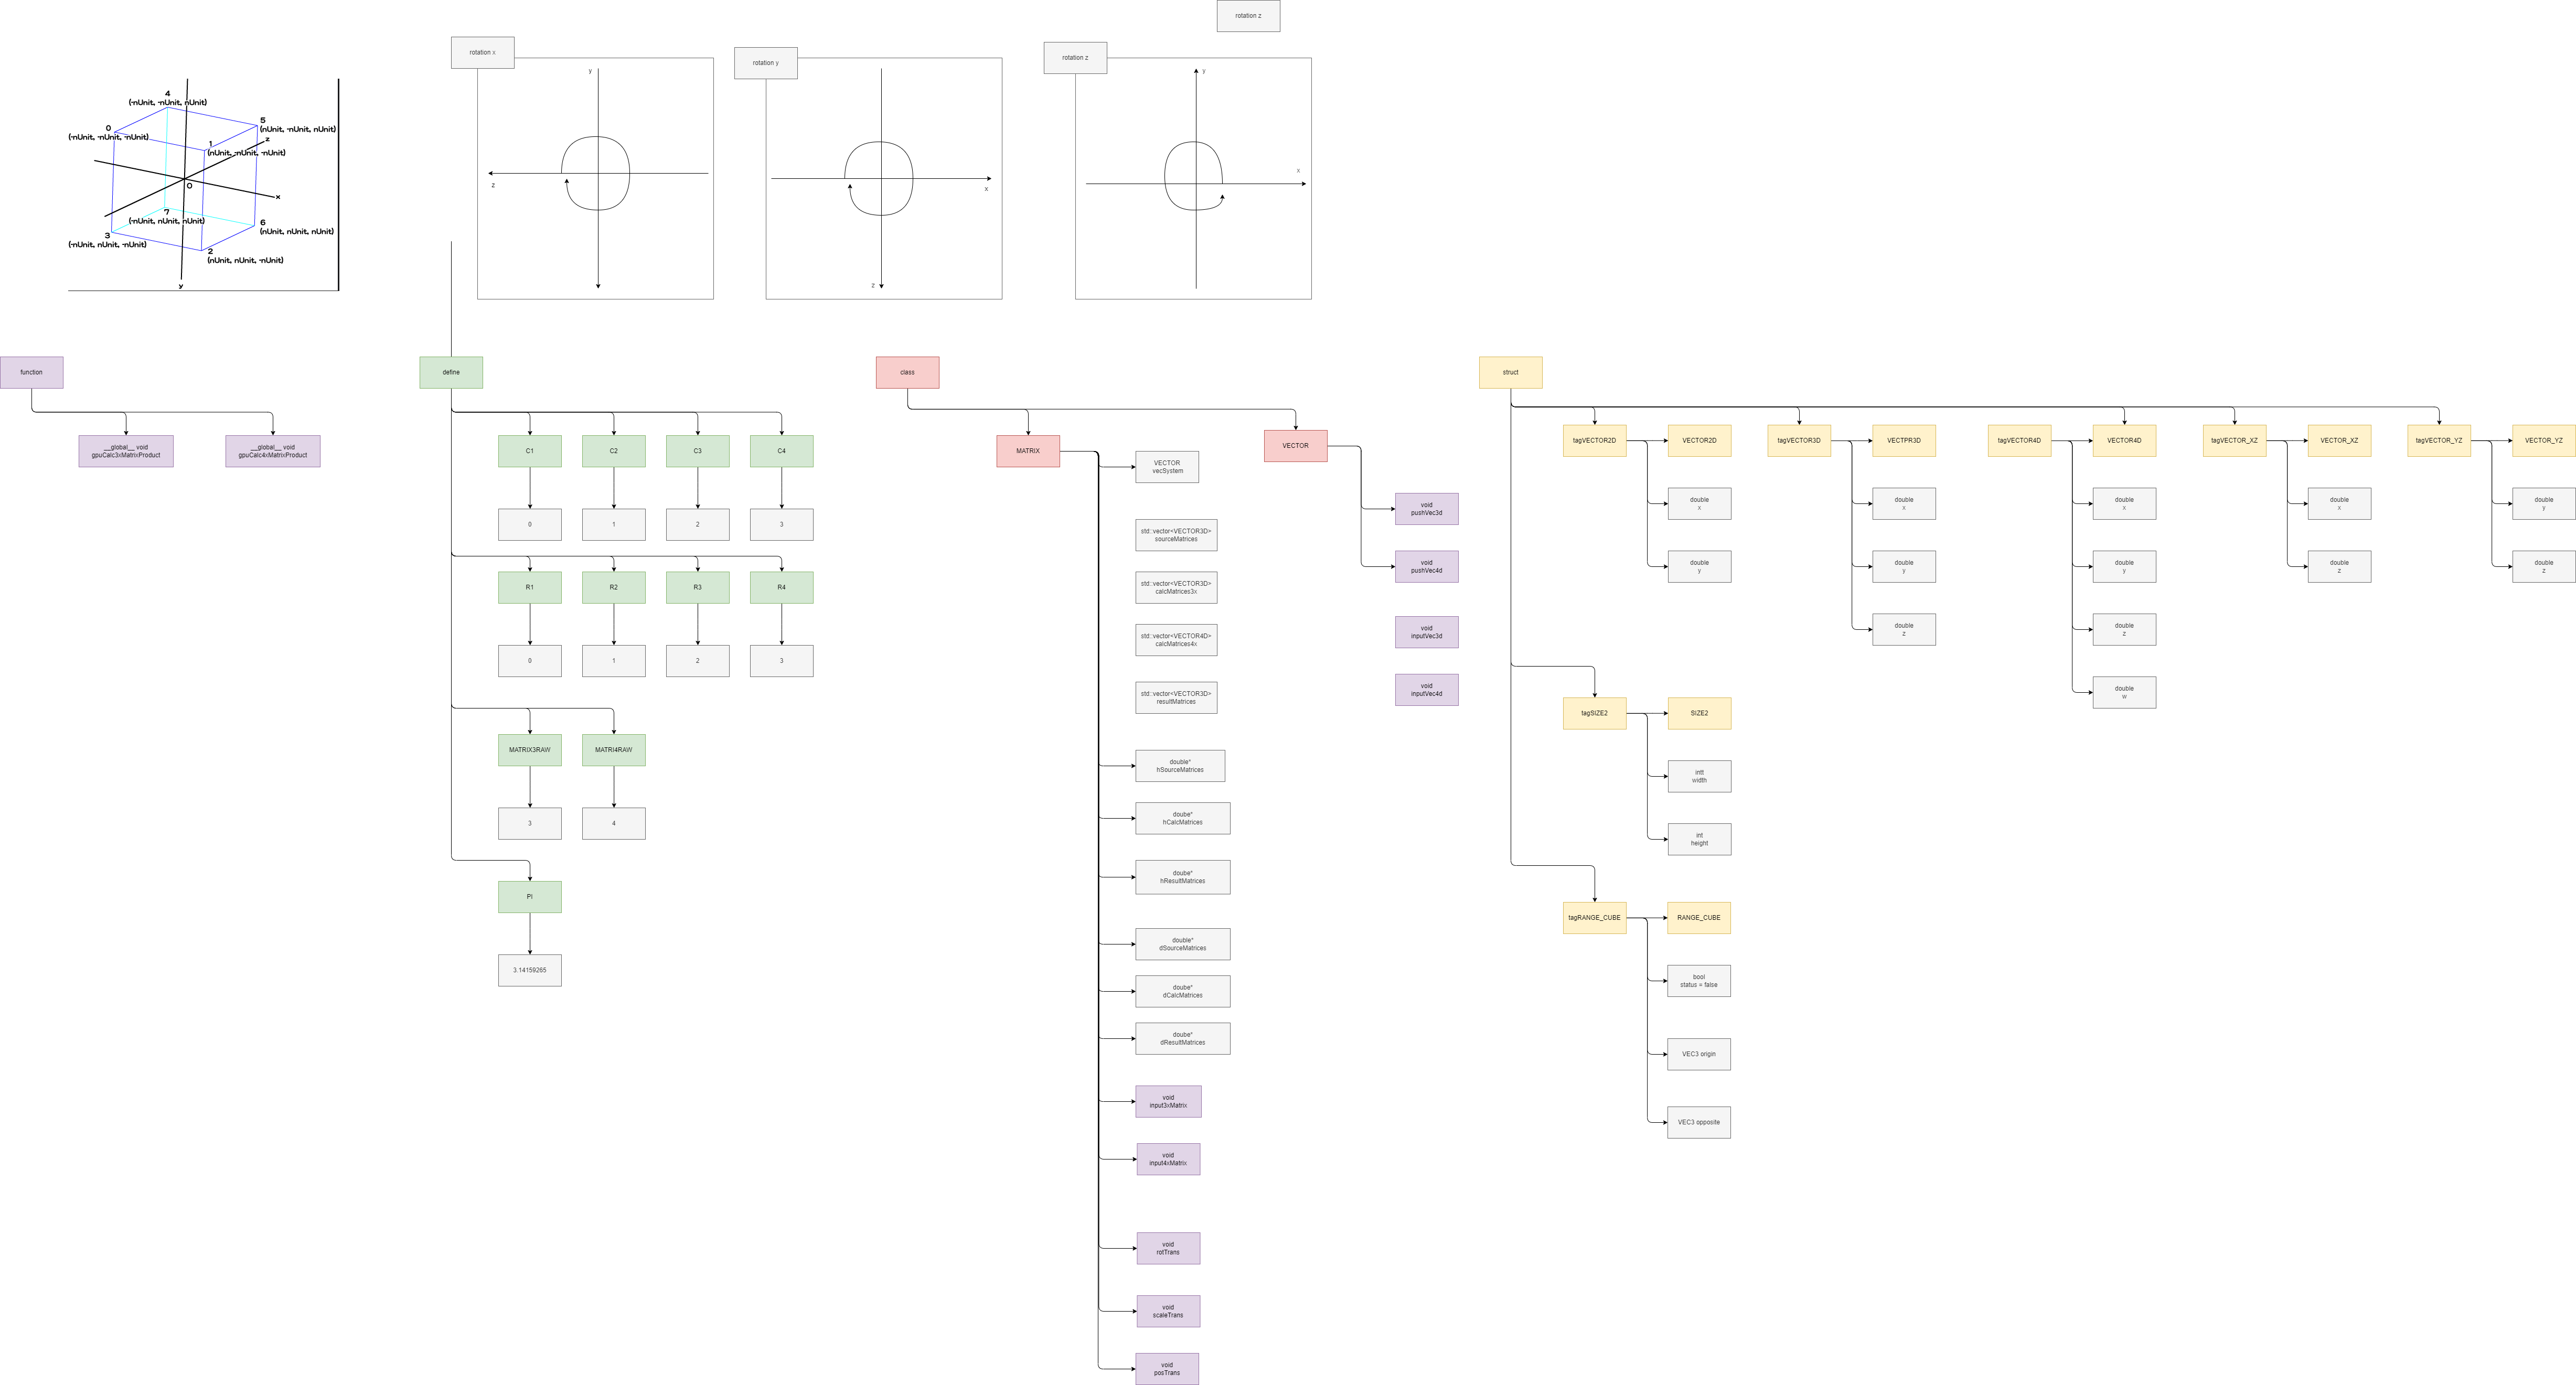 rotation z
rotation x
rotation y
rotation z
y
z
x
z
y
x
4
(-nUnit, -nUnit, nUnit)
0
(-nUnit, -nUnit, -nUnit)
5
(nUnit, -nUnit, nUnit)
z
1
(nUnit, -nUnit, -nUnit)
0
x
7
(-nUnit, nUnit, nUnit)
6
(nUnit, nUnit, nUnit)
3
(-nUnit, nUnit, -nUnit)
2
(nUnit, nUnit, -nUnit)
y
function
__global__ void
gpuCalc3xMatrixProduct
__global__ void
gpuCalc4xMatrixProduct
define
C1
C2
C3
C4
0
1
2
3
R1
R2
R3
R4
0
1
2
3
MATRIX3RAW
MATRI4RAW
3
4
PI
3.14159265
class
MATRIX
VECTOR
VECTOR
vecSystem
std::vector<VECTOR3D>
sourceMatrices
std::vector<VECTOR3D>
calcMatrices3x
std::vector<VECTOR4D>
calcMatrices4x
std::vector<VECTOR3D>
resultMatrices
double*
hSourceMatrices
doube*
hCalcMatrices
doube*
hResultMatrices
double*
dSourceMatrices
doube*
dCalcMatrices
doube*
dResultMatrices
void
input3xMatrix
void
input4xMatrix
void
rotTrans
void
scaleTrans
void
posTrans
void
pushVec3d
void
pushVec4d
void
inputVec3d
void
inputVec4d
struct
tagVECTOR2D
VECTOR2D
double
x
double
y
tagVECTOR3D
VECTPR3D
double
x
double
y
double
z
tagVECTOR4D
VECTOR4D
double
x
double
y
double
z
double
w
tagVECTOR_XZ
VECTOR_XZ
double
x
double
z
tagVECTOR_YZ
VECTOR_YZ
double
y
double
z
tagSIZE2
SIZE2
intt
width
int
height
tagRANGE_CUBE
RANGE_CUBE
bool
status = false
VEC3 origin
VEC3 opposite